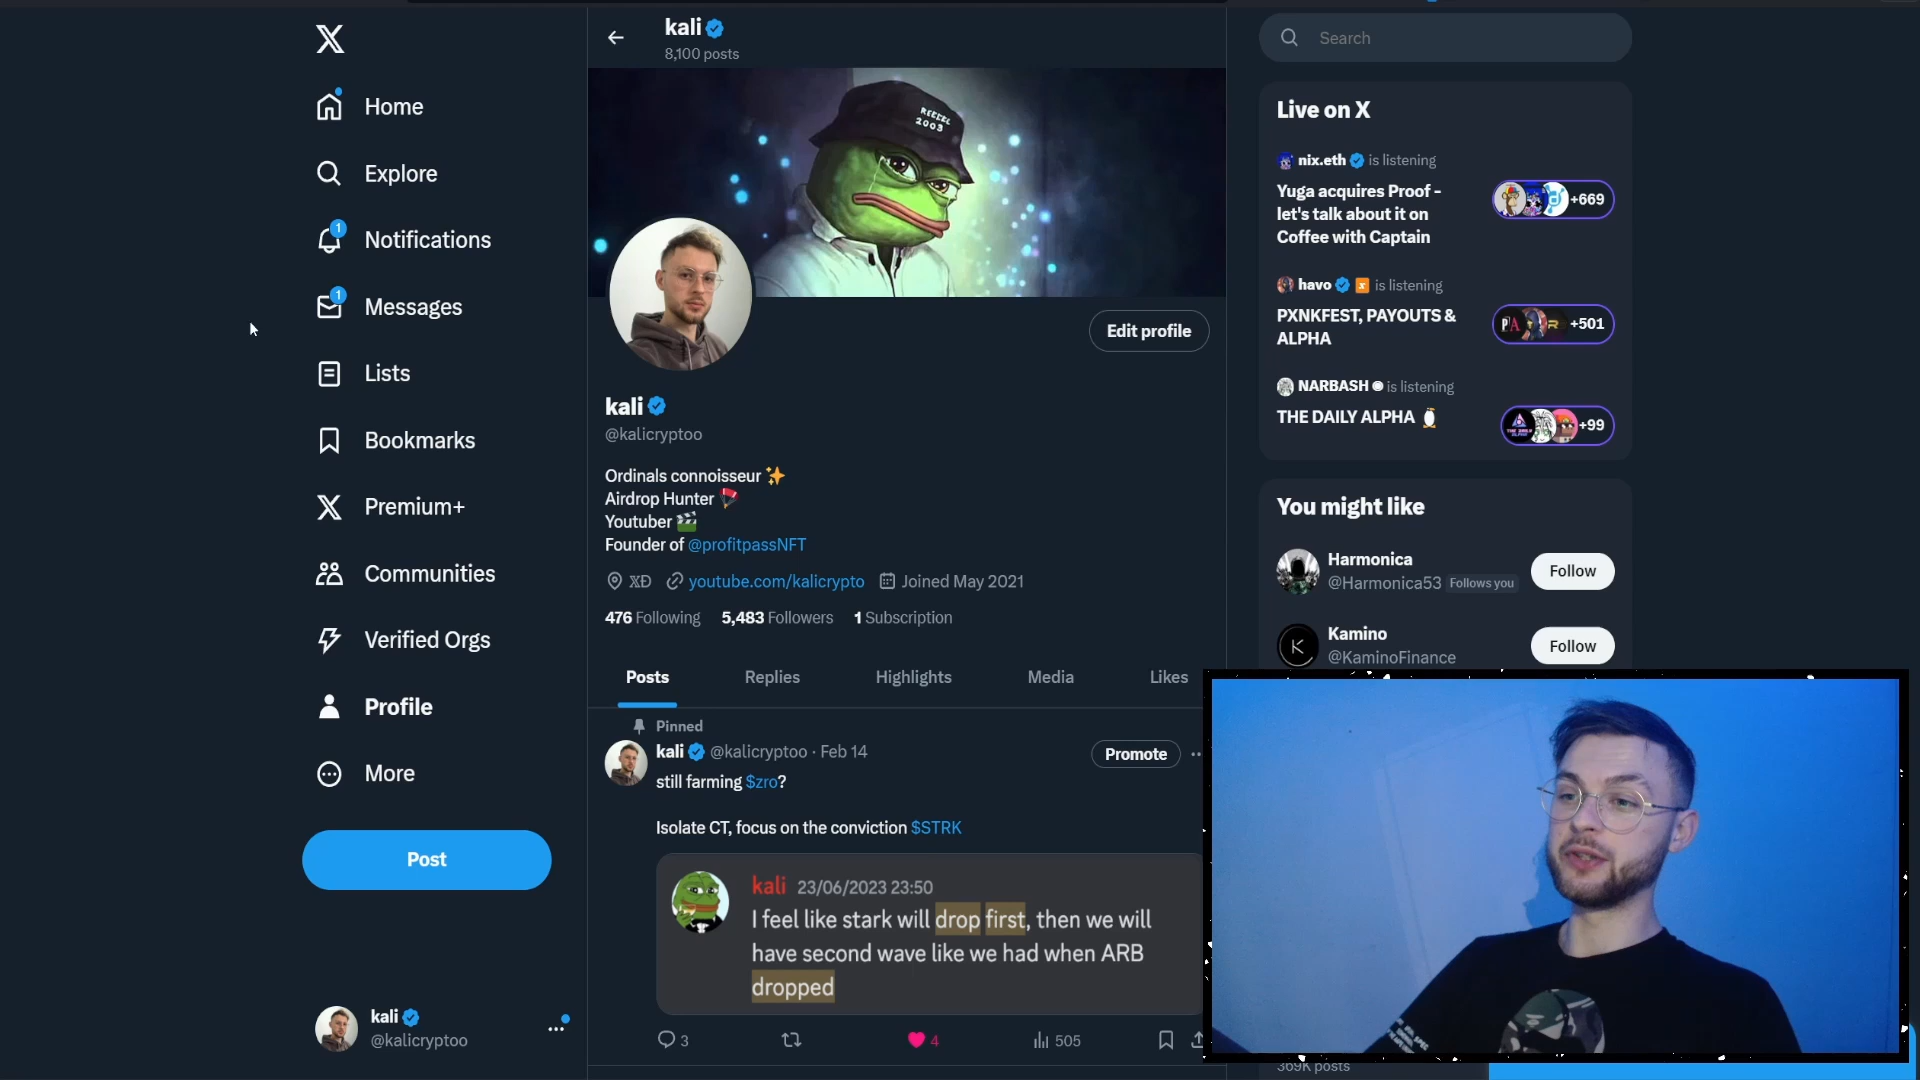 Home
Explore
1
Notifications
1
Messages
Lists
Bookmarks
Premium+
Communities
Verified Orgs
Profile
More
Post
kali
@kalicryptoo
kali
8,100 posts
REEEEL
2003
Edit profile
kali
@kalicryptoo
Ordinals connoisseur ✨
Airdrop Hunter 🪂
Youtuber 🎬
Founder of @profitpassNFT
XĐ youtube.com/kalicrypto Joined May 2021
476 Following 5,483 Followers 1 Subscription
Posts Replies Highlights Media Likes
Pinned
kali @kalicryptoo · Feb 14
Promote
still farming $zro?
Isolate CT, focus on the conviction $STRK
kali 23/06/2023 23:50
I feel like stark will drop first, then we will
have second wave like we had when ARB
dropped
3 4 505
Search
Live on X
nix.eth is listening
Yuga acquires Proof -
let's talk about it on
Coffee with Captain
+669
havo is listening
PXNKFEST, PAYOUTS &
ALPHA
+501
NARBASH is listening
THE DAILY ALPHA 🐧
+99
You might like
Harmonica
@Harmonica53 Follows you
Follow
Kamino
@KaminoFinance
Follow
369K posts